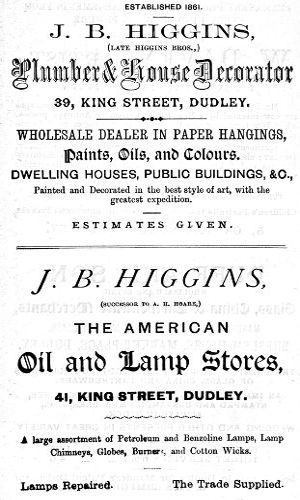 ESTABLISHED 1861.
J. B. HIGGINS,
(LATE HIGGINS BROS.,)
Plumber & House Decorator
39, KING STREET, DUDLEY.
WHOLESALE DEALER IN PAPER HANGINGS,
Paints, Oils, and Colours.
DWELLING HOUSES, PUBLIC BUILDINGS, &C.,
Painted and Decorated in the best style of art, with the
greatest expedition.
ESTIMATES GIVEN.
J. B. HIGGINS,
(SUCCESSOR TO A. H. HOARE,)
THE AMERICAN
Oil and Lamp Stores,
41, KING STREET, DUDLEY.
A large assortment of Petroleum and Benzoline Lamps, Lamp
Chimneys, Globes, Burners, and Cotton Wicks.
Lamps Repaired. The Trade Supplied.